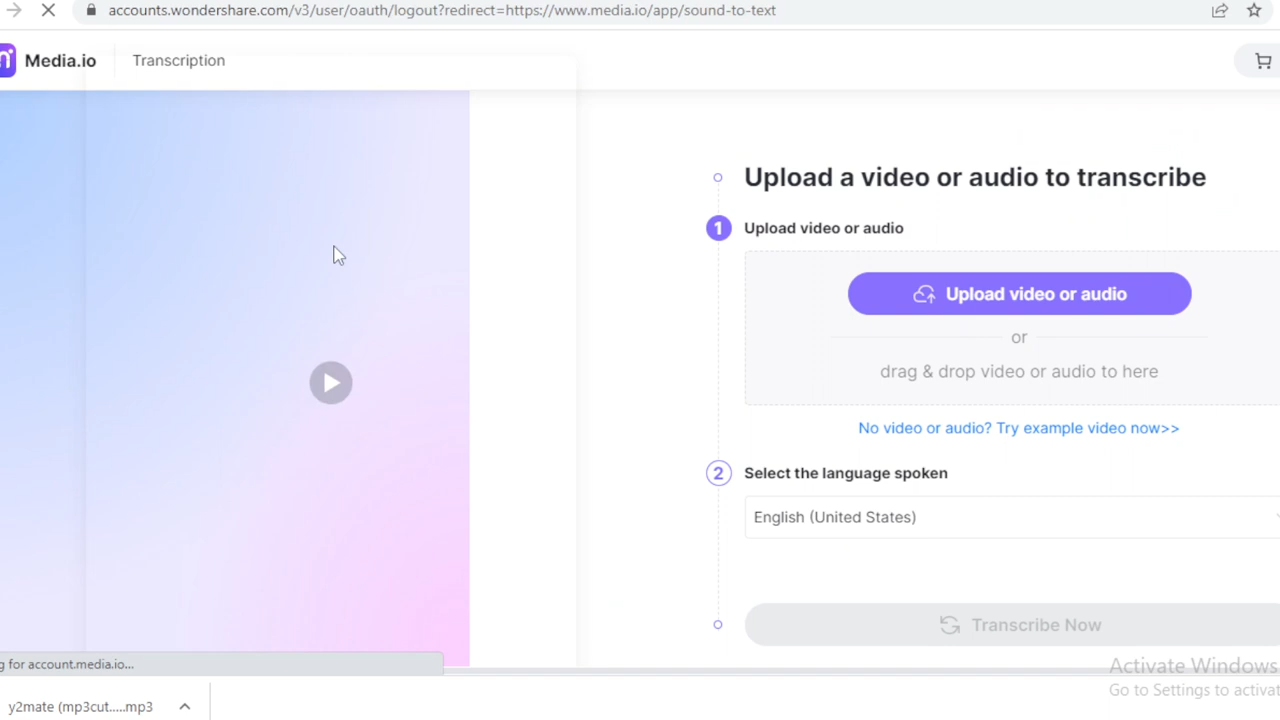 accounts.wondershare.com/v3/user/oauth/logout?redirect=https://www.media.io/app/sound-to-text
Media.io
Transcription
Upload a video or audio to transcribe
1 Upload video or audio
Upload video or audio
or
drag & drop video or audio to here
No video or audio? Try example video now>>
2 Select the language spoken
English (United States)
Transcribe Now
g for account.media.io...
Activate Windows
Go to Settings to activat
y2mate (mp3cut.....mp3